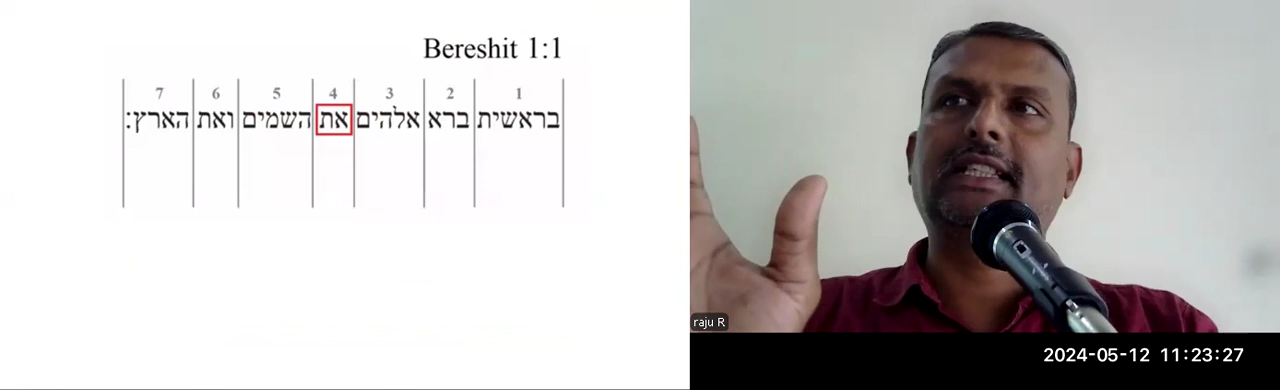 Bereshit 1:1
7 6 5 4 3 2 1
בראשית ברא אלהים את השמים ואת הארץ:
raju R
2024-05-12 11:23:27